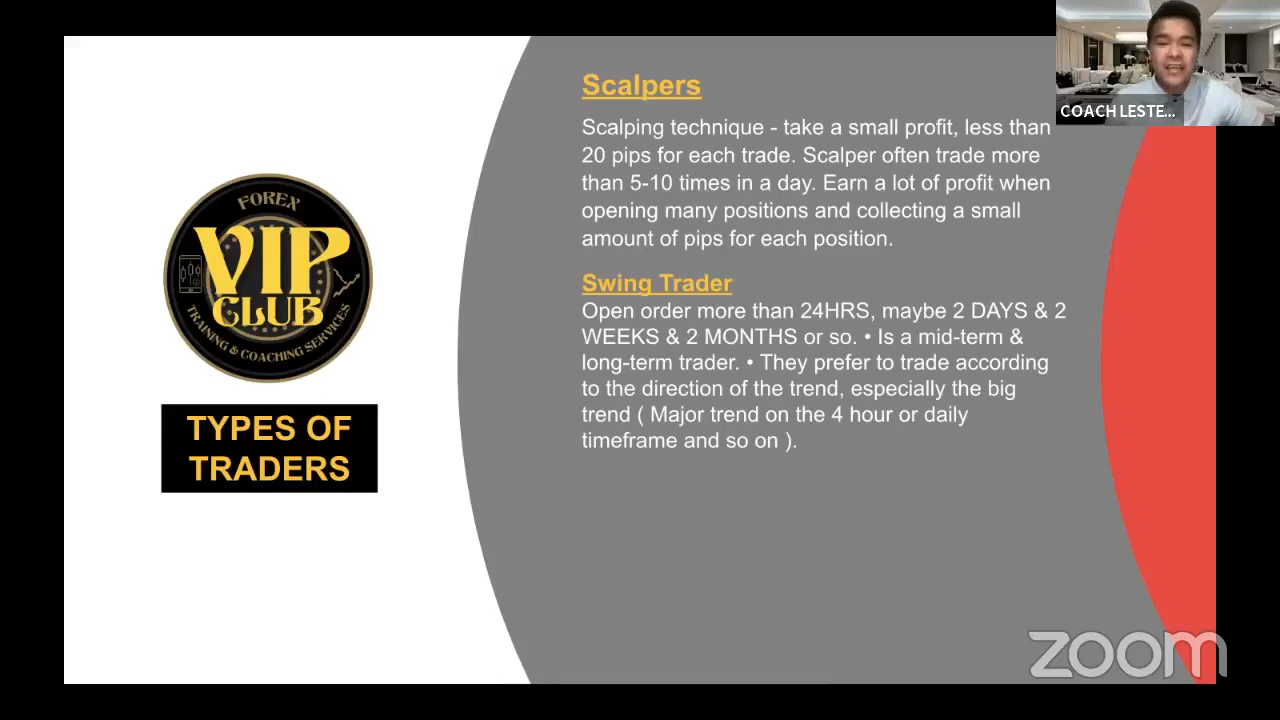 COACH LESTE...
FOREX
VIP
CLUB
TRAINING & COACHING SERVICES
TYPES OF
TRADERS
Scalpers
Scalping technique - take a small profit, less than
20 pips for each trade. Scalper often trade more
than 5-10 times in a day. Earn a lot of profit when
opening many positions and collecting a small
amount of pips for each position.
Swing Trader
Open order more than 24HRS, maybe 2 DAYS & 2
WEEKS & 2 MONTHS or so. • Is a mid-term &
long-term trader. • They prefer to trade according
to the direction of the trend, especially the big
trend ( Major trend on the 4 hour or daily
timeframe and so on ).
zoom